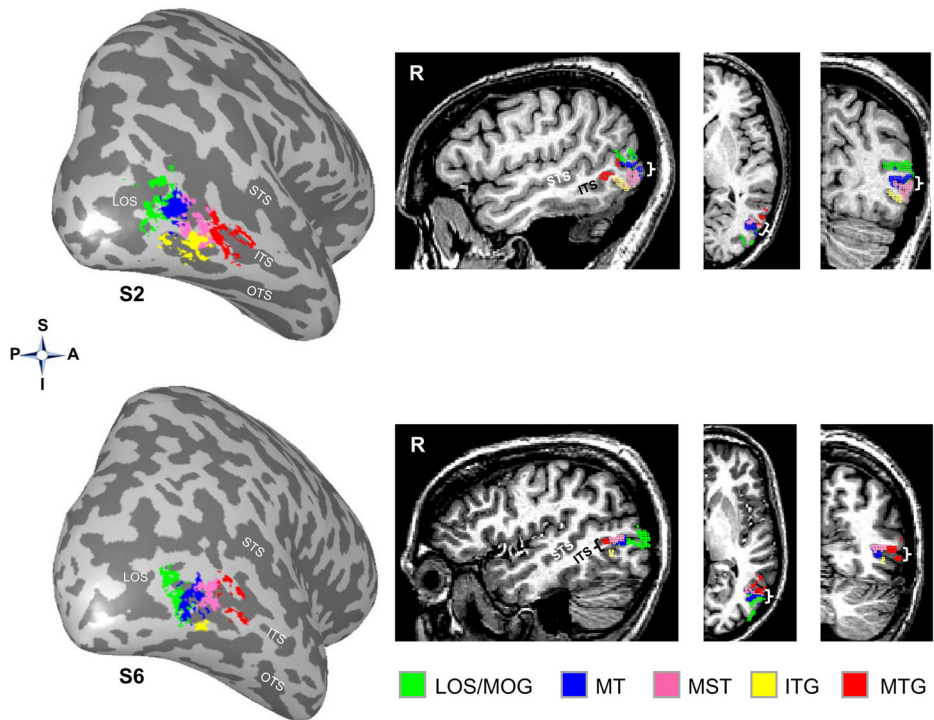 R
STS
ITS
LOS
STS
ITS
OTS
S2
S
P A
I
R
STS
ITS
LOS
STS
ITS
OTS
S6
LOS/MOG MT MST ITG MTG